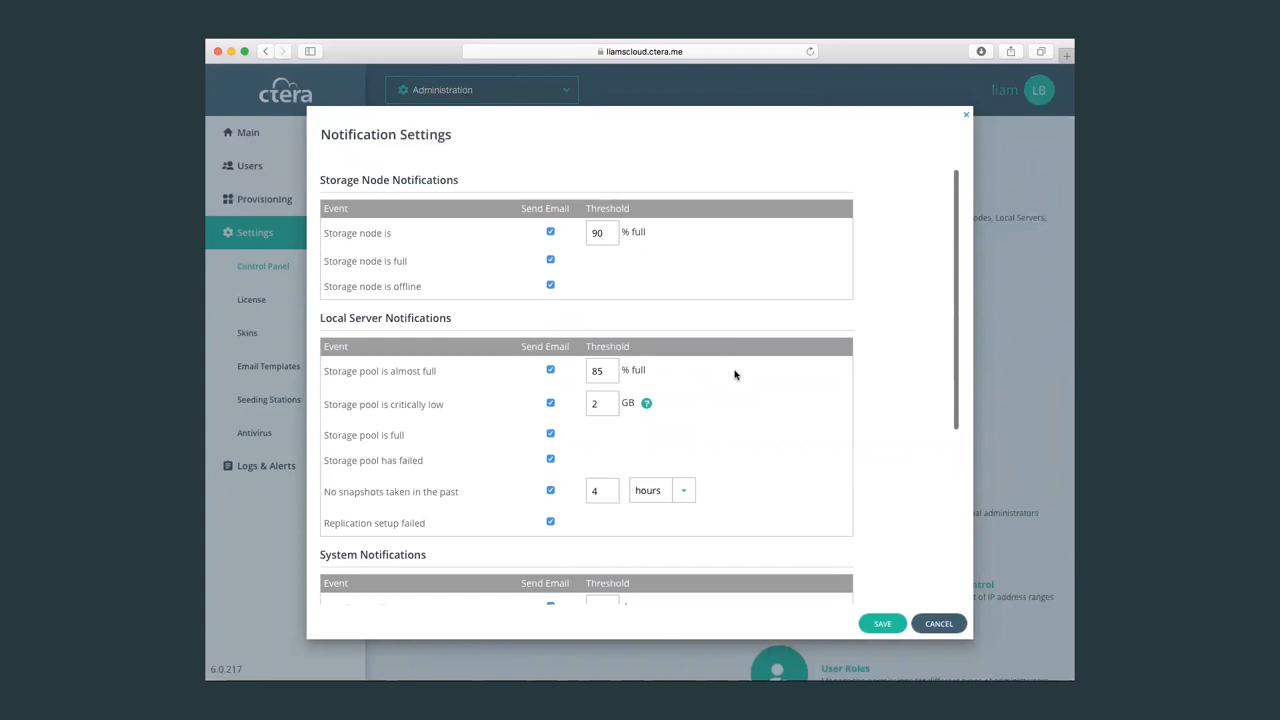 liamscloud.ctera.me
ctera
Administration
liam
LB
Main
Users
Provisioning
Settings
Control Panel
License
Skins
Email Templates
Seeding Stations
Antivirus
Logs & Alerts
6.0.217
Notification Settings
Storage Node Notifications
Event Send Email Threshold
Storage node is 90 % full
Storage node is full
Storage node is offline
Local Server Notifications
Event Send Email Threshold
Storage pool is almost full 85 % full
Storage pool is critically low 2 GB ?
Storage pool is full
Storage pool has failed
No snapshots taken in the past 4 hours
Replication setup failed
System Notifications
Event Send Email Threshold
SAVE CANCEL
odes, Local Servers,
al administrators
ntrol
t of IP address ranges
User Roles